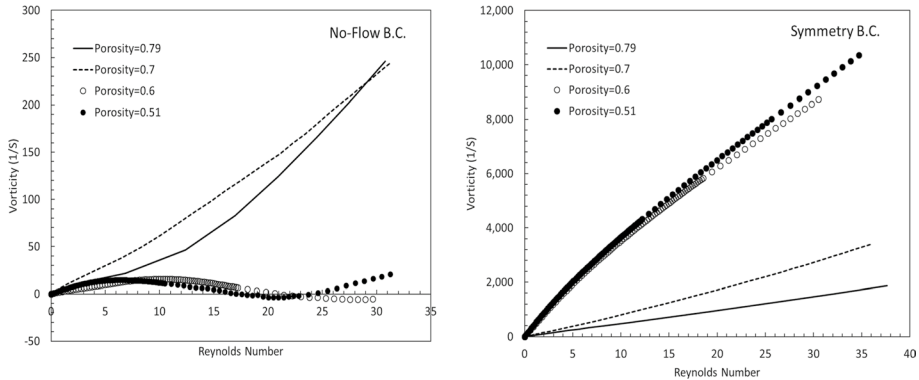 No-Flow B.C.
Porosity=0.79
Porosity=0.7
Porosity=0.6
Porosity=0.51
300
250
200
150
100
50
0
-50
Vorticity (1/S)
0 5 10 15 20 25 30 35
Reynolds Number
Symmetry B.C.
Porosity=0.79
Porosity=0.7
Porosity=0.6
Porosity=0.51
12,000
10,000
8,000
6,000
4,000
2,000
0
Vorticity (1/S)
0 5 10 15 20 25 30 35 40
Reynolds Number